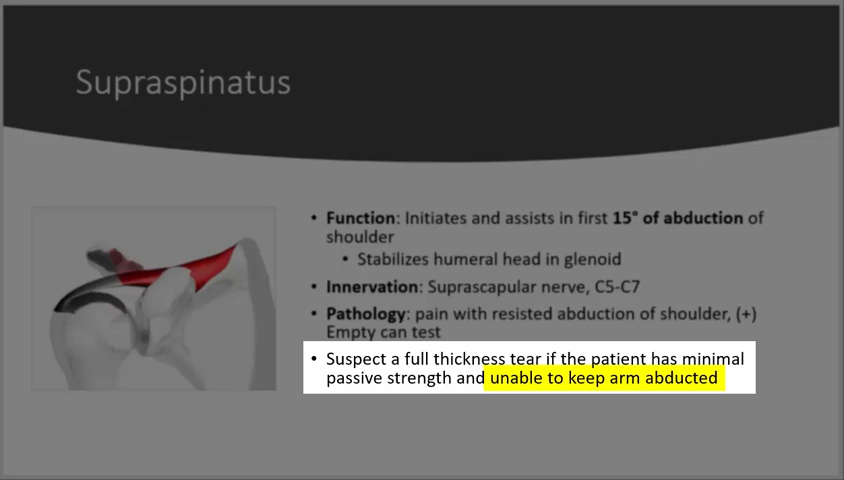 Supraspinatus
• Function: Initiates and assists in first 15° of abduction of
shoulder
• Stabilizes humeral head in glenoid
• Innervation: Suprascapular nerve, C5-C7
• Pathology: pain with resisted abduction of shoulder, (+)
Empty can test
• Suspect a full thickness tear if the patient has minimal
passive strength and unable to keep arm abducted